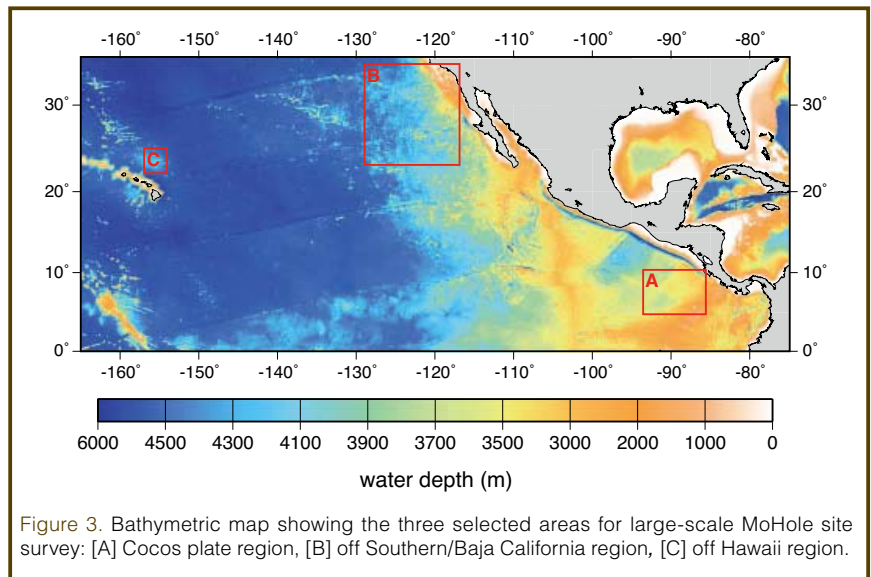 -160° -150° -140° -130° -120° -110° -100° -90° -80°
B
30° 30°
C
20° 20°
A
10° 10°
0° 0°
-160° -150° -140° -130° -120° -110° -100° -90° -80°
6000 4500 4300 4100 3900 3700 3500 3000 2000 1000 0
water depth (m)
Figure 3. Bathymetric map showing the three selected areas for large-scale MoHole site
survey: [A] Cocos plate region, [B] off Southern/Baja California region, [C] off Hawaii region.